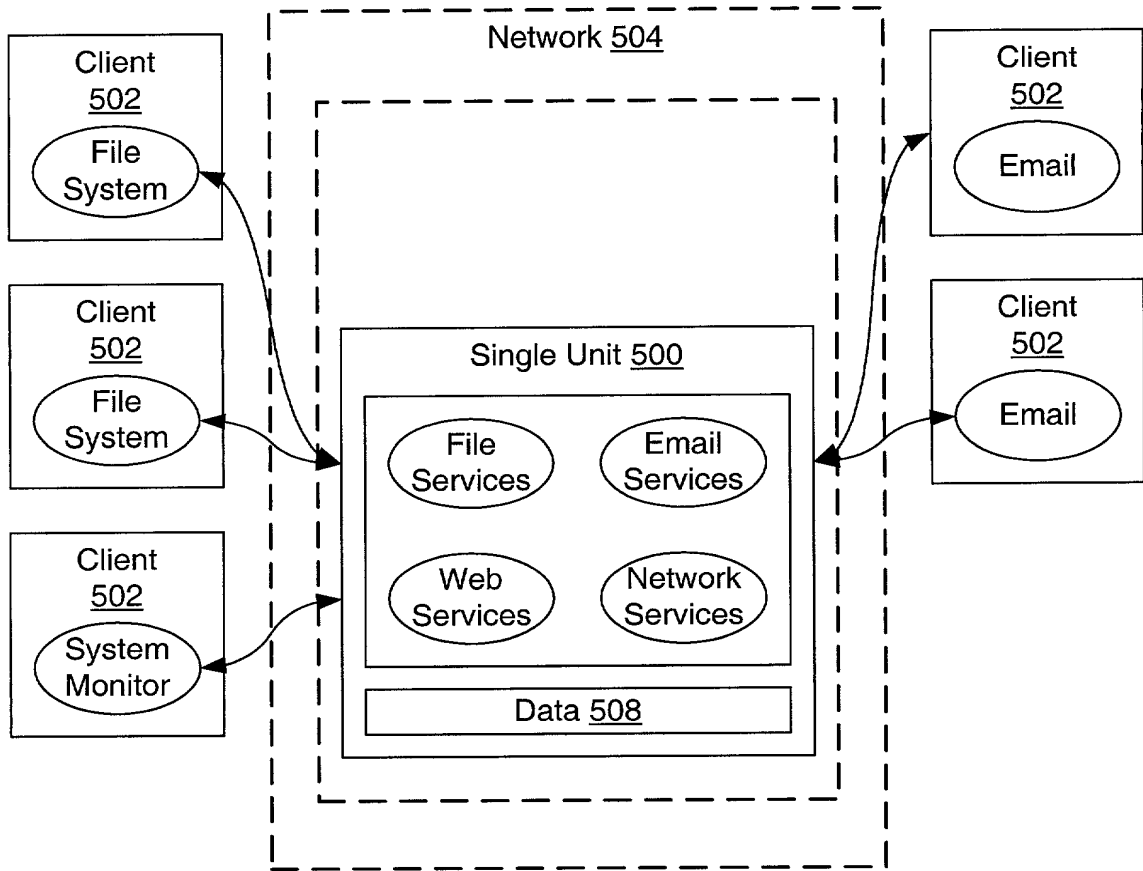 Network 504
Client
502
File
System
Client
502
File
System
Client
502
System
Monitor
Single Unit 500
File
Services
Email
Services
Web
Services
Network
Services
Data 508
Client
502
Email
Client
502
Email